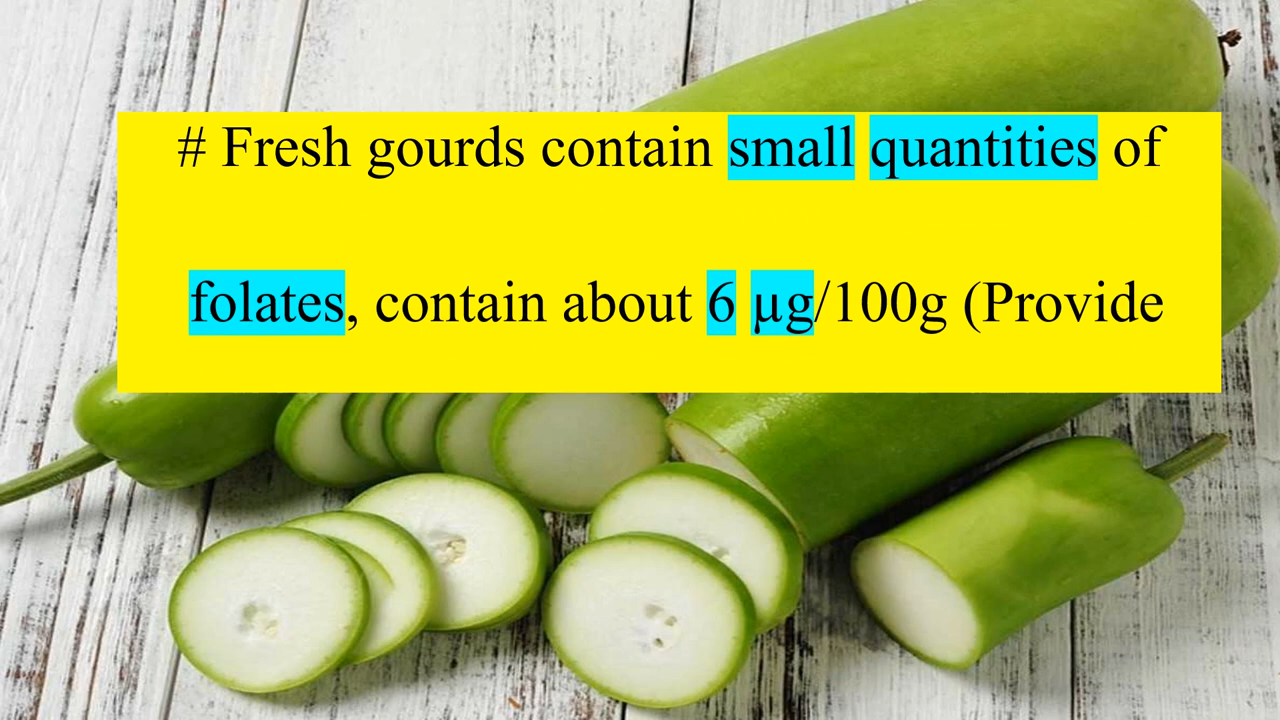 # Fresh gourds contain small quantities of
folates, contain about 6 µg/100g (Provide